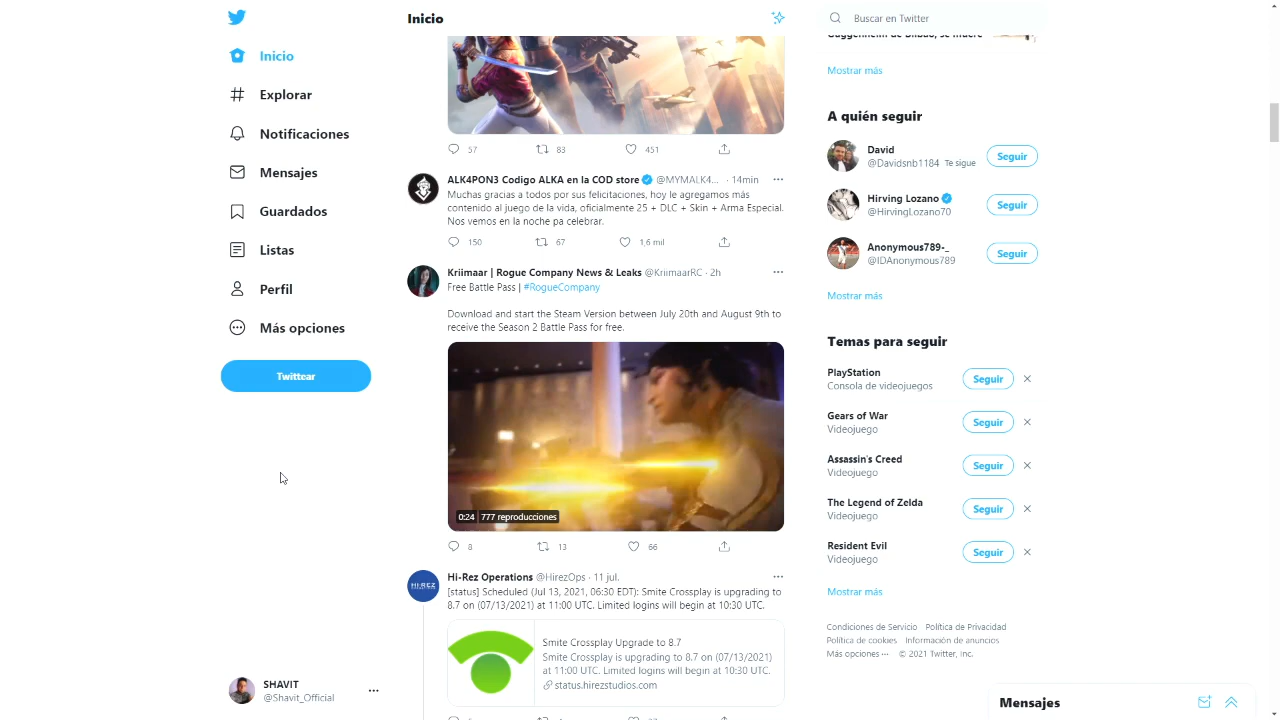 Inicio
Explorar
Notificaciones
Mensajes
Guardados
Listas
Perfil
Más opciones
Twittear
SHAVIT
@Shavit_Official
Inicio
57 83 451
ALK4PON3 Codigo ALKA en la COD store @MYMALK4... · 14min
Muchas gracias a todos por sus felicitaciones, hoy le agregamos más
contenido al juego de la vida, oficialmente 25 + DLC + Skin + Arma Especial.
Nos vemos en la noche pa celebrar.
150 67 1,6 mil
Kriimaar | Rogue Company News & Leaks @KriimaarRC · 2h
Free Battle Pass | #RogueCompany
Download and start the Steam Version between July 20th and August 9th to
receive the Season 2 Battle Pass for free.
0:24 777 reproducciones
8 13 66
Hi-Rez Operations @HirezOps · 11 jul.
HI-REZ
[status] Scheduled (Jul 13, 2021, 06:30 EDT): Smite Crossplay is upgrading to
8.7 on (07/13/2021) at 11:00 UTC. Limited logins will begin at 10:30 UTC.
Smite Crossplay Upgrade to 8.7
Smite Crossplay is upgrading to 8.7 on (07/13/2021)
at 11:00 UTC. Limited logins will begin at 10:30 UTC.
status.hirezstudios.com
Buscar en Twitter
Guggenheim de Bilbao, se muere
Mostrar más
A quién seguir
David
@Davidsnb1184 Te sigue
Seguir
Hirving Lozano
@HirvingLozano70
Seguir
Anonymous789-_
@IDAnonymous789
Seguir
Mostrar más
Temas para seguir
PlayStation
Consola de videojuegos
Seguir
Gears of War
Videojuego
Seguir
Assassin's Creed
Videojuego
Seguir
The Legend of Zelda
Videojuego
Seguir
Resident Evil
Videojuego
Seguir
Mostrar más
Condiciones de Servicio Política de Privacidad
Política de cookies Información de anuncios
Más opciones ··· © 2021 Twitter, Inc.
Mensajes